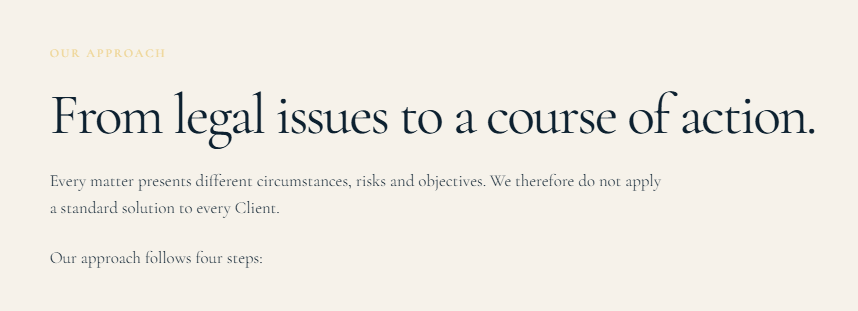 OUR APPROACH
From legal issues to a course of action.
Every matter presents different circumstances, risks and objectives. We therefore do not apply
a standard solution to every Client.
Our approach follows four steps: